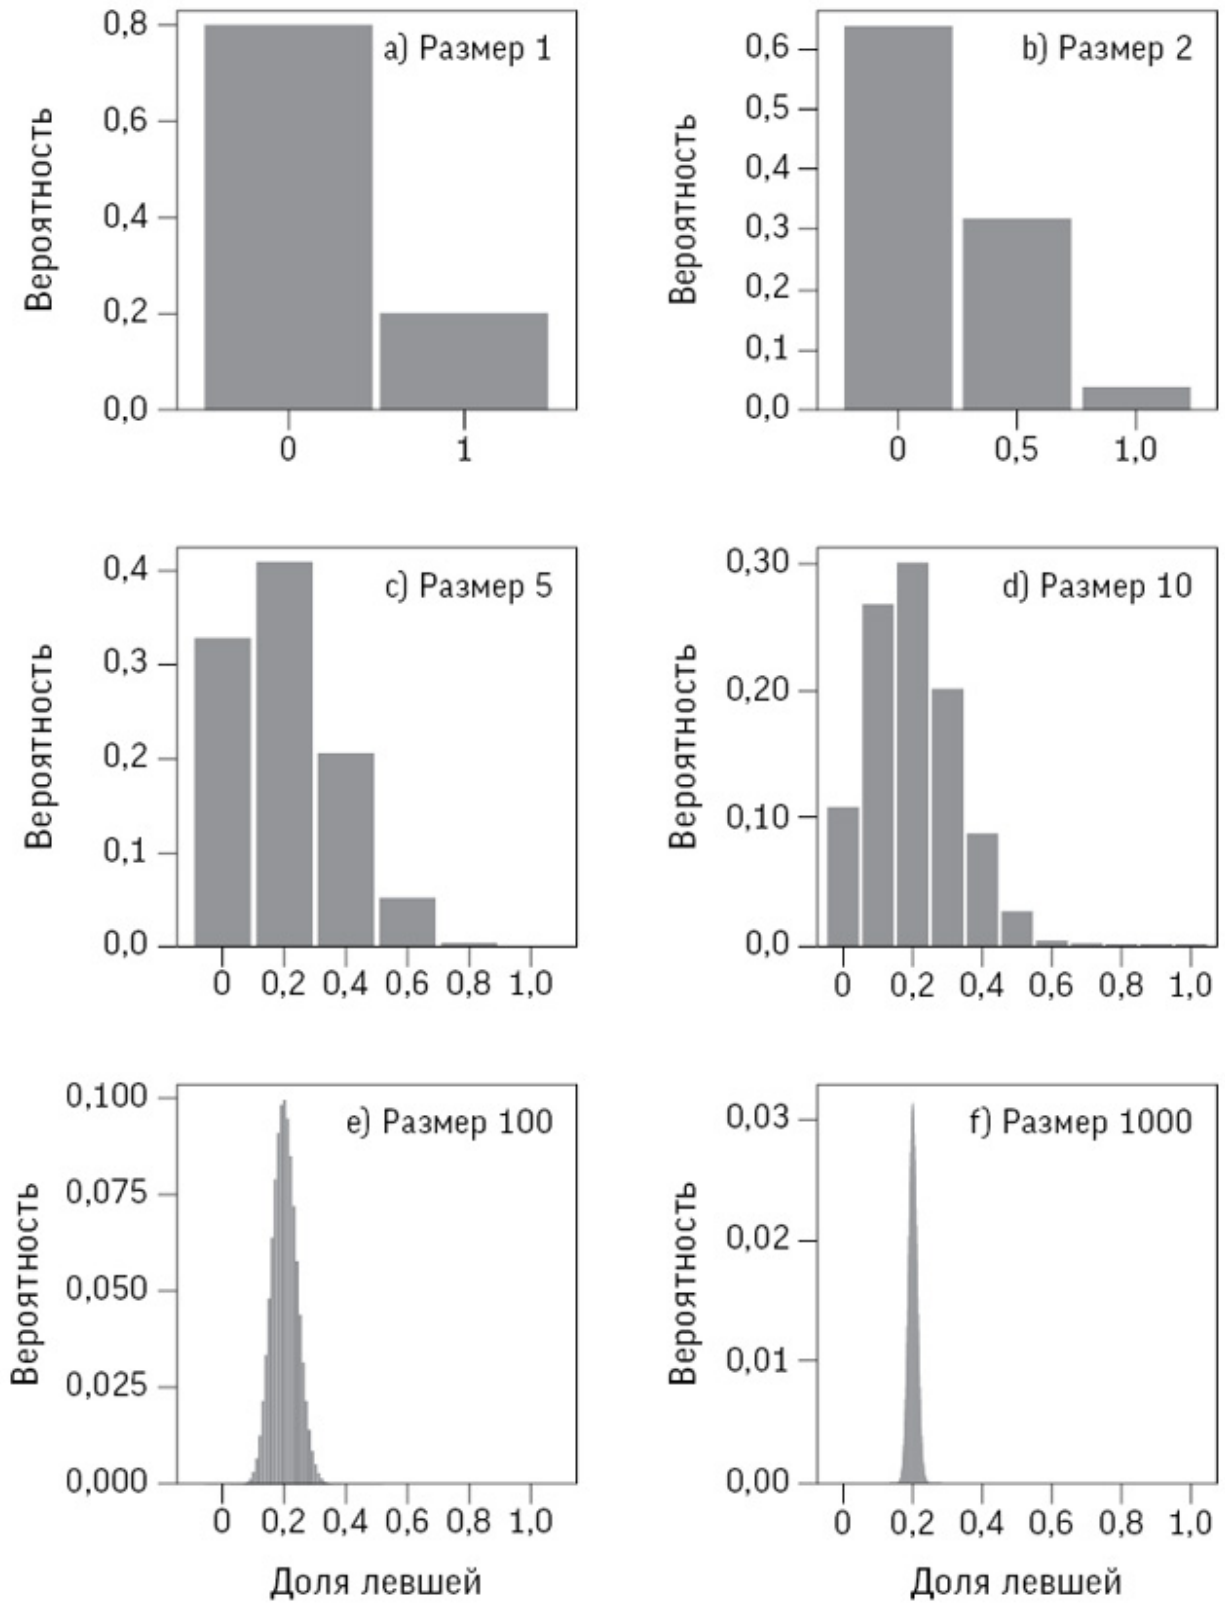 a) Размер 1
Вероятность
0,8
0,6
0,4
0,2
0,0
0 1
b) Размер 2
Вероятность
0,6
0,5
0,4
0,3
0,2
0,1
0,0
0 0,5 1,0
c) Размер 5
Вероятность
0,4
0,3
0,2
0,1
0,0
0 0,2 0,4 0,6 0,8 1,0
d) Размер 10
Вероятность
0,30
0,20
0,10
0,0
0 0,2 0,4 0,6 0,8 1,0
e) Размер 100
Вероятность
0,100
0,075
0,050
0,025
0,000
0 0,2 0,4 0,6 0,8 1,0
Доля левшей
f) Размер 1000
Вероятность
0,03
0,02
0,01
0,00
0 0,2 0,4 0,6 0,8 1,0
Доля левшей